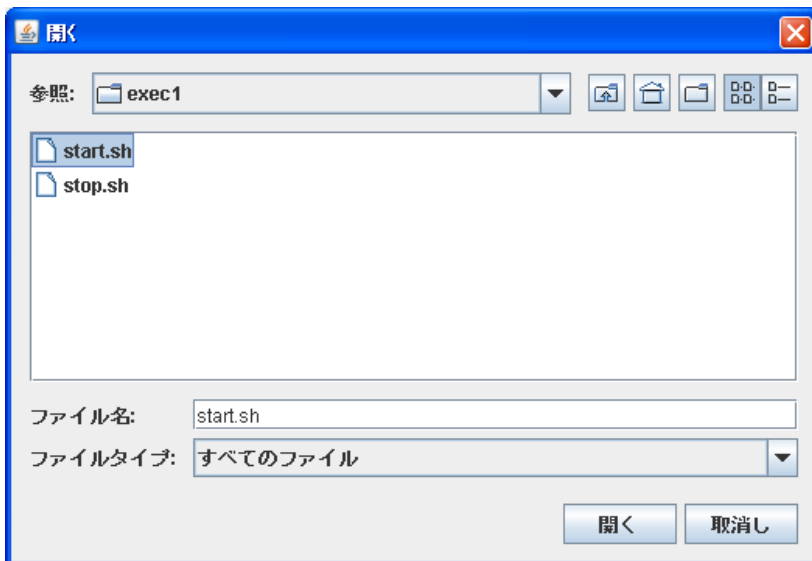 開く
参照: exec1
start.sh
stop.sh
ファイル名: start.sh
ファイルタイプ: すべてのファイル
開く 取消し